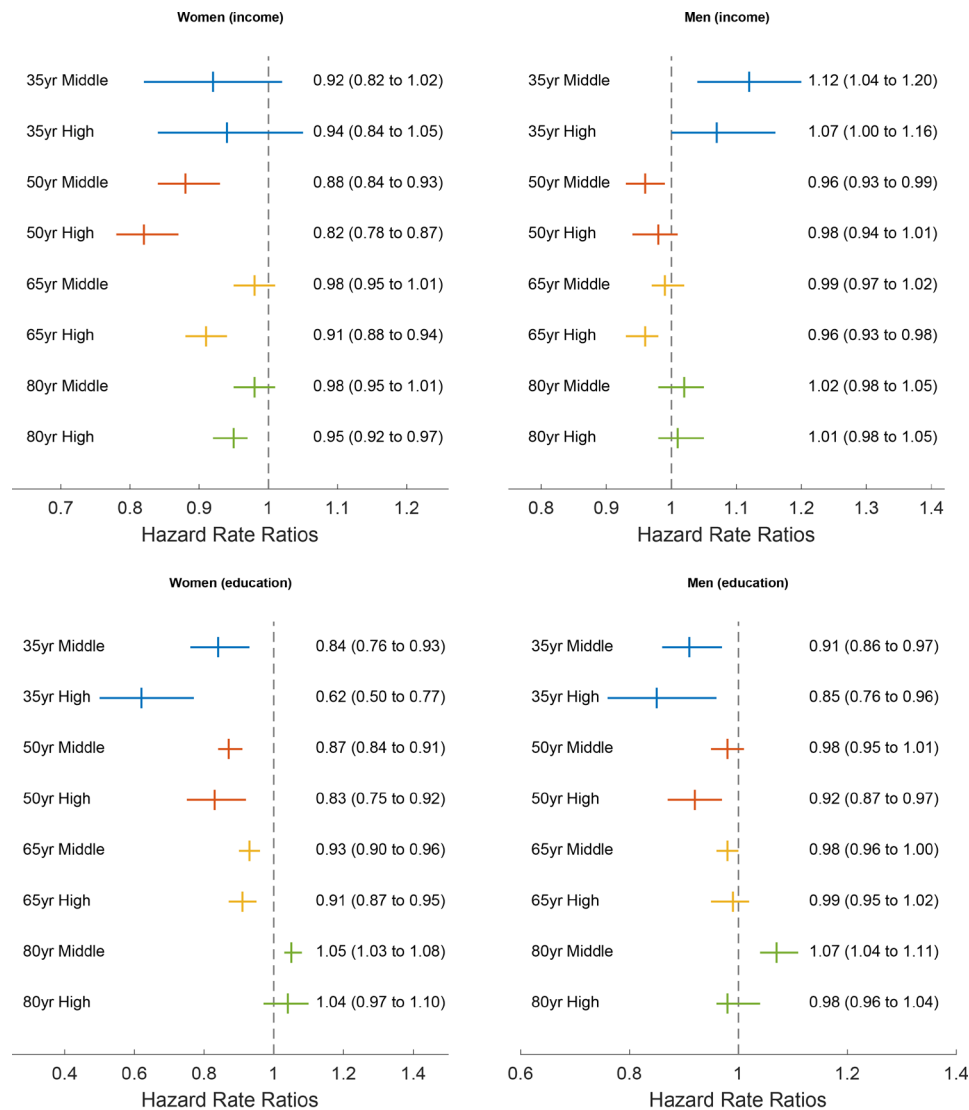 Women (income)
35yr Middle 0.92 (0.82 to 1.02)
35yr High 0.94 (0.84 to 1.05)
50yr Middle 0.88 (0.84 to 0.93)
50yr High 0.82 (0.78 to 0.87)
65yr Middle 0.98 (0.95 to 1.01)
65yr High 0.91 (0.88 to 0.94)
80yr Middle 0.98 (0.95 to 1.01)
80yr High 0.95 (0.92 to 0.97)
0.7 0.8 0.9 1 1.1 1.2
Hazard Rate Ratios
Men (income)
35yr Middle 1.12 (1.04 to 1.20)
35yr High 1.07 (1.00 to 1.16)
50yr Middle 0.96 (0.93 to 0.99)
50yr High 0.98 (0.94 to 1.01)
65yr Middle 0.99 (0.97 to 1.02)
65yr High 0.96 (0.93 to 0.98)
80yr Middle 1.02 (0.98 to 1.05)
80yr High 1.01 (0.98 to 1.05)
0.8 0.9 1 1.1 1.2 1.3 1.4
Hazard Rate Ratios
Women (education)
35yr Middle 0.84 (0.76 to 0.93)
35yr High 0.62 (0.50 to 0.77)
50yr Middle 0.87 (0.84 to 0.91)
50yr High 0.83 (0.75 to 0.92)
65yr Middle 0.93 (0.90 to 0.96)
65yr High 0.91 (0.87 to 0.95)
80yr Middle 1.05 (1.03 to 1.08)
80yr High 1.04 (0.97 to 1.10)
0.4 0.6 0.8 1 1.2 1.4
Hazard Rate Ratios
Men (education)
35yr Middle 0.91 (0.86 to 0.97)
35yr High 0.85 (0.76 to 0.96)
50yr Middle 0.98 (0.95 to 1.01)
50yr High 0.92 (0.87 to 0.97)
65yr Middle 0.98 (0.96 to 1.00)
65yr High 0.99 (0.95 to 1.02)
80yr Middle 1.07 (1.04 to 1.11)
80yr High 0.98 (0.96 to 1.04)
0.6 0.8 1 1.2 1.4
Hazard Rate Ratios